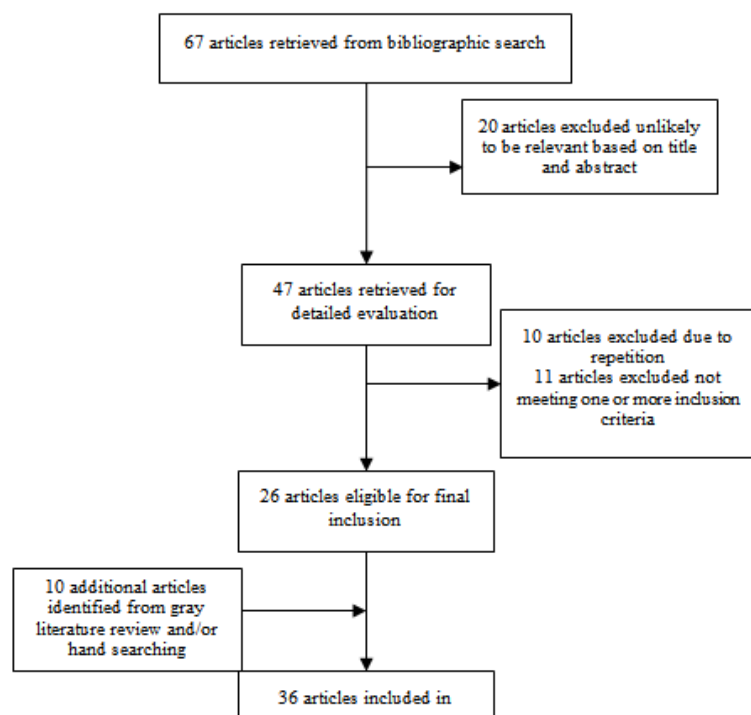 67 articles retrieved from bibliographic search
20 articles excluded unlikely
to be relevant based on title
and abstract
47 articles retrieved for
detailed evaluation
10 articles excluded due to
repetition
11 articles excluded not
meeting one or more inclusion
criteria
26 articles eligible for final
inclusion
10 additional articles
identified from gray
literature review and/or
hand searching
36 articles included in